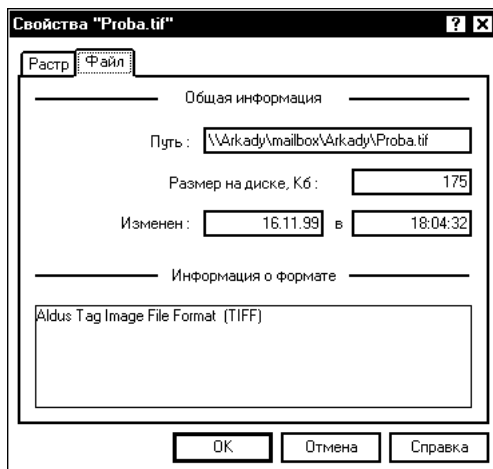 Свойства "Proba.tif"
Растр Файл
Общая информация
Путь : \\Arkady\mailbox\Arkady\Proba.tif
Размер на диске, Кб : 175
Изменен : 16.11.99 в 18:04:32
Информация о формате
Aldus Tag Image File Format (TIFF)
OK Отмена Справка